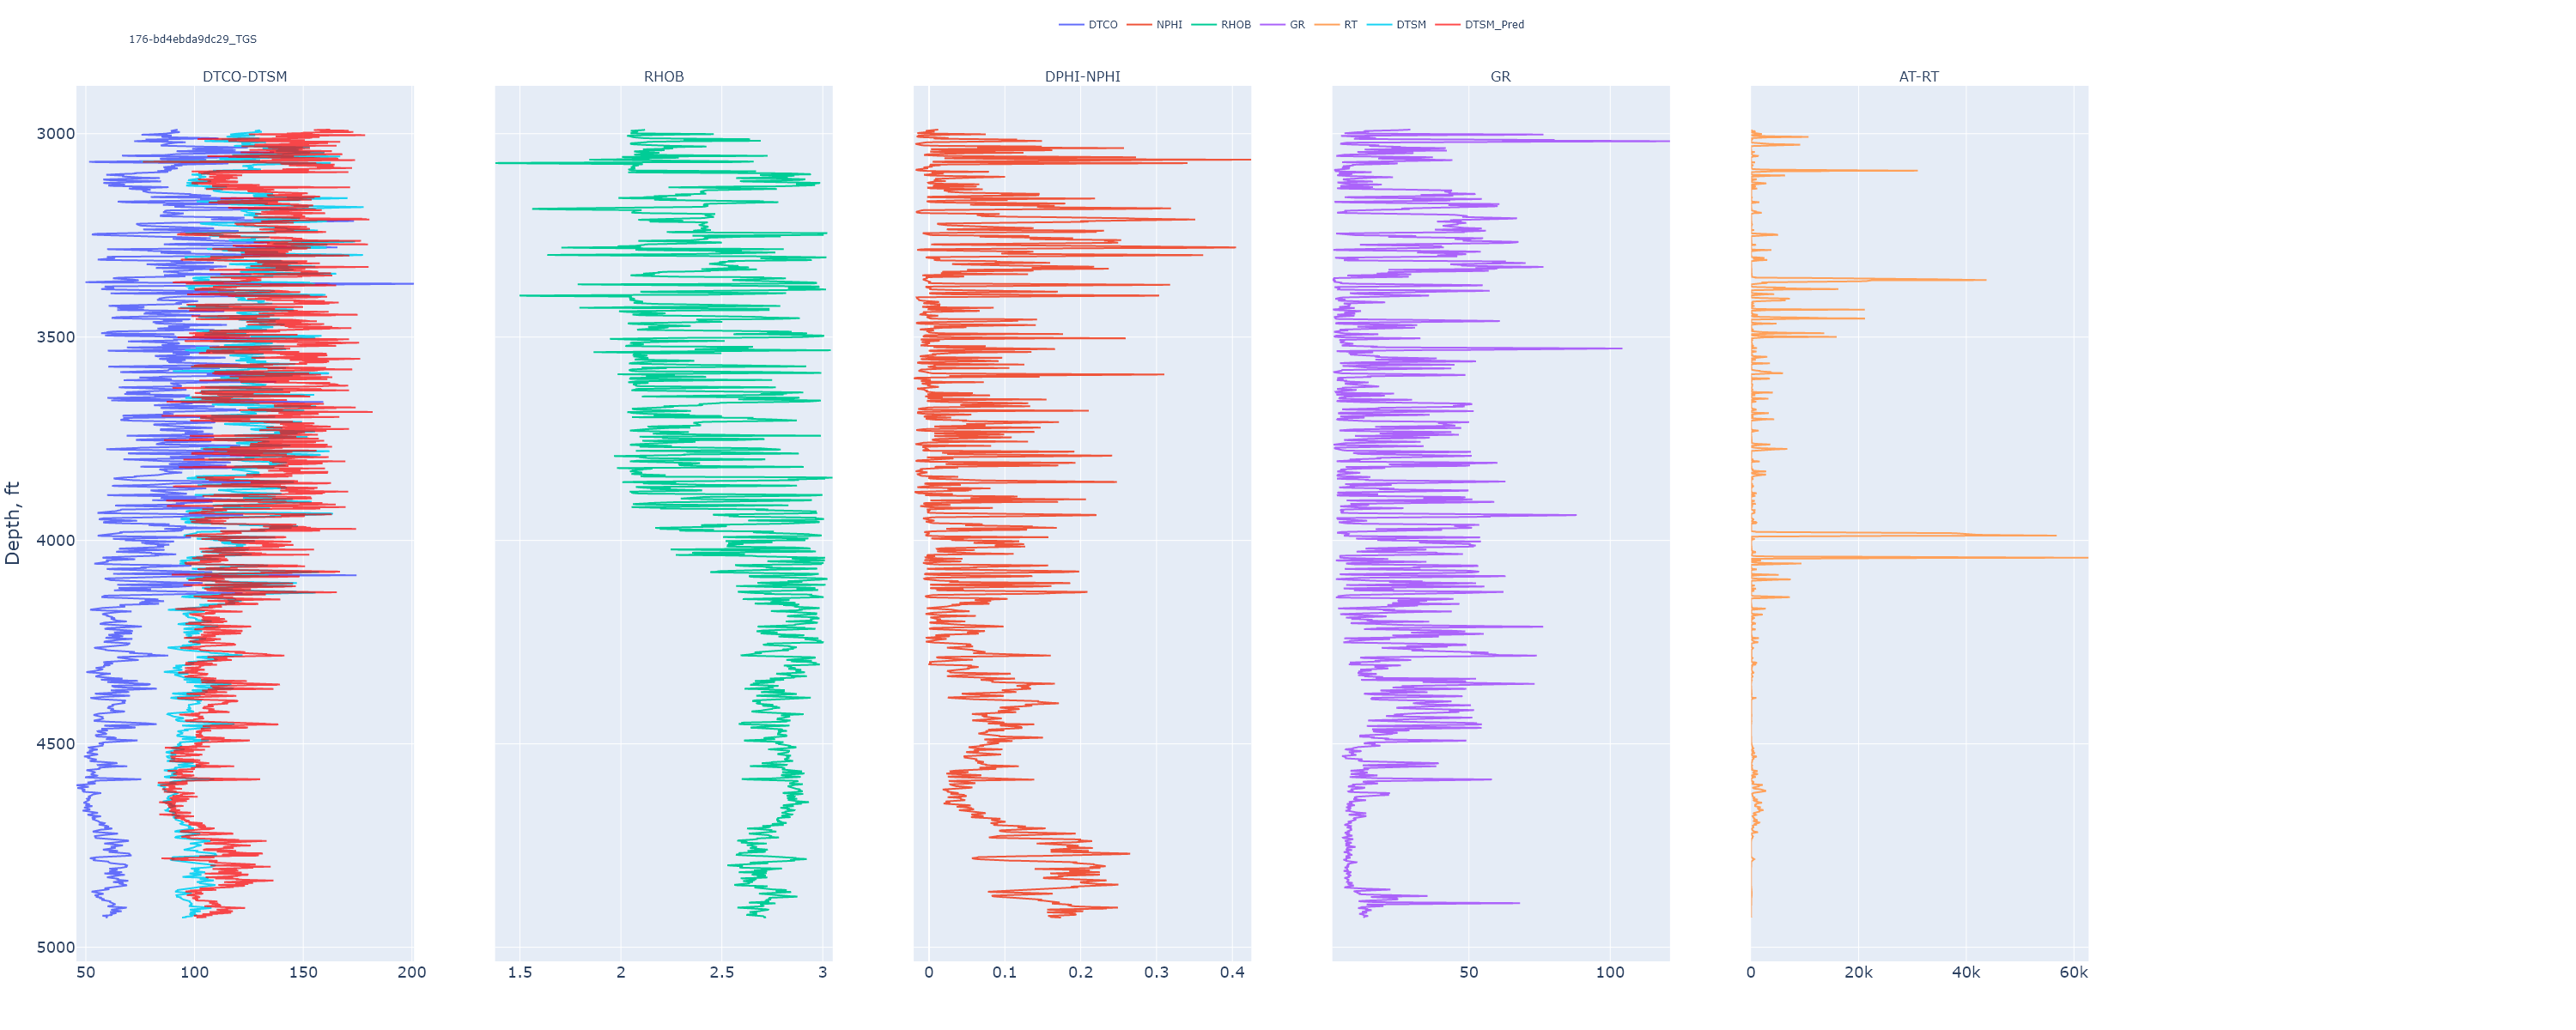 DTCO NPHI RHOB GR RT DTSM DTSM_Pred
176-bd4ebda9dc29_TGS
DTCO-DTSM RHOB DPHI-NPHI GR AT-RT
3000
3500
4000
4500
5000
Depth, ft
50 100 150 200 1.5 2 2.5 3 0 0.1 0.2 0.3 0.4 50 100 0 20k 40k 60k